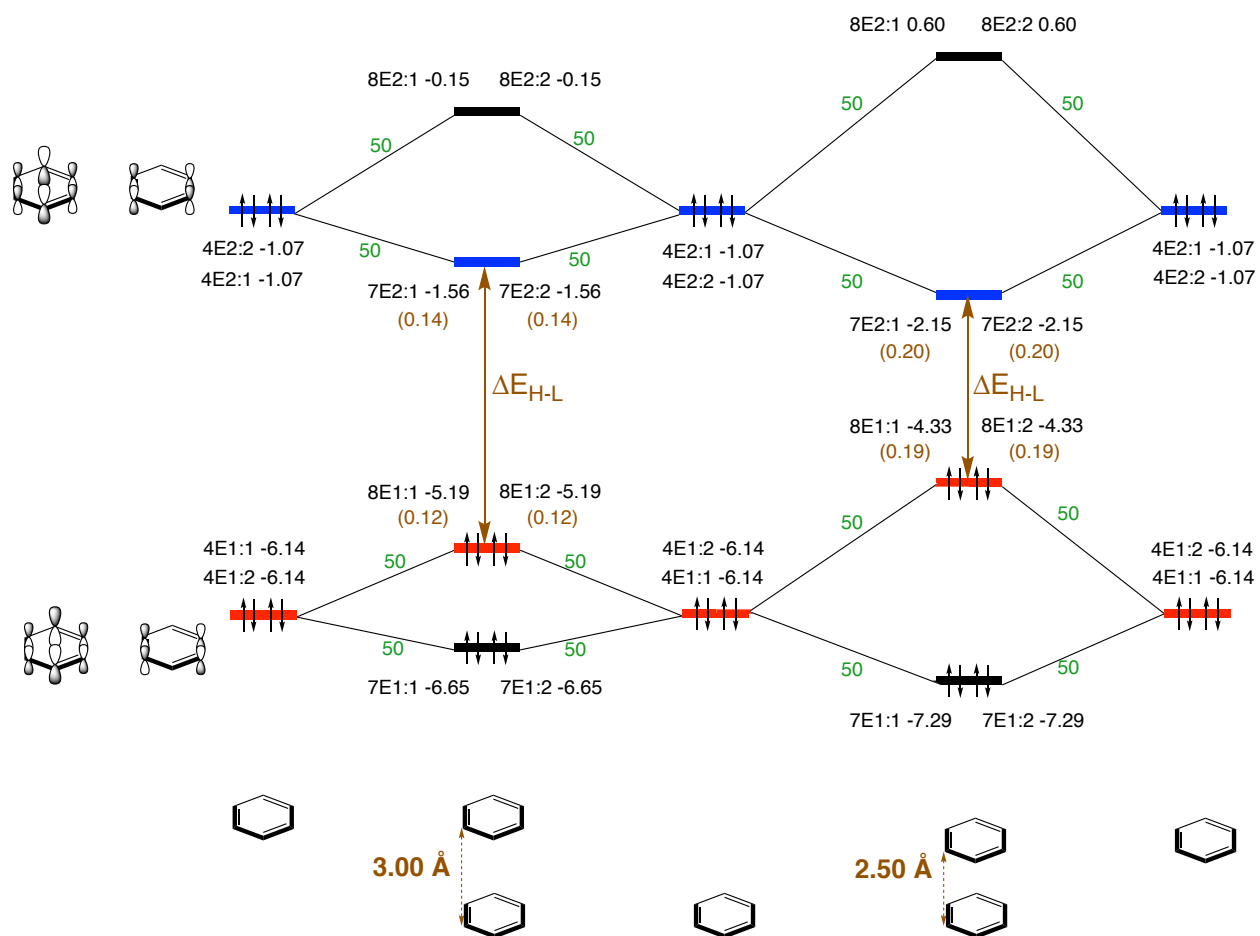 8E2:1 0.60 8E2:2 0.60
8E2:1 -0.15 8E2:2 -0.15
50 50
50 50
4E2:2 -1.07
4E2:1 -1.07
50 50
7E2:1 -1.56 7E2:2 -1.56
(0.14) (0.14)
4E2:1 -1.07
4E2:2 -1.07
50 50
7E2:1 -2.15 7E2:2 -2.15
(0.20) (0.20)
4E2:1 -1.07
4E2:2 -1.07
ΔEH-L
ΔEH-L
8E1:1 -4.33 8E1:2 -4.33
(0.19) (0.19)
8E1:1 -5.19 8E1:2 -5.19
(0.12) (0.12)
50 50
50 50
4E1:1 -6.14
4E1:2 -6.14
4E1:2 -6.14
4E1:1 -6.14
4E1:2 -6.14
4E1:1 -6.14
50 50
50 50
7E1:1 -6.65 7E1:2 -6.65
7E1:1 -7.29 7E1:2 -7.29
3.00 Å
2.50 Å